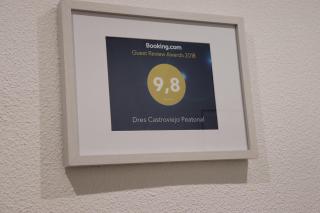 Booking.com
Guest Review Awards 2018
9,8
Dres Castroviejo Peatonal